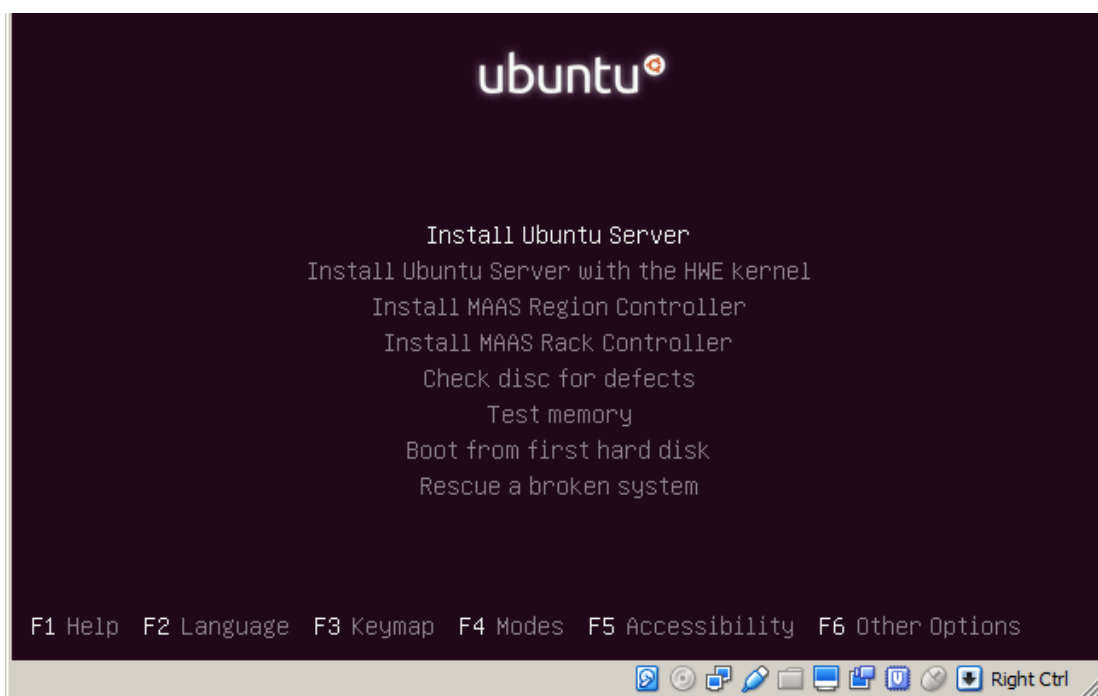 ubuntu
Install Ubuntu Server
Install Ubuntu Server with the HWE kernel
Install MAAS Region Controller
Install MAAS Rack Controller
Check disc for defects
Test memory
Boot from first hard disk
Rescue a broken system
F1 Help F2 Language F3 Keymap F4 Modes F5 Accessibility F6 Other Options
Right Ctrl